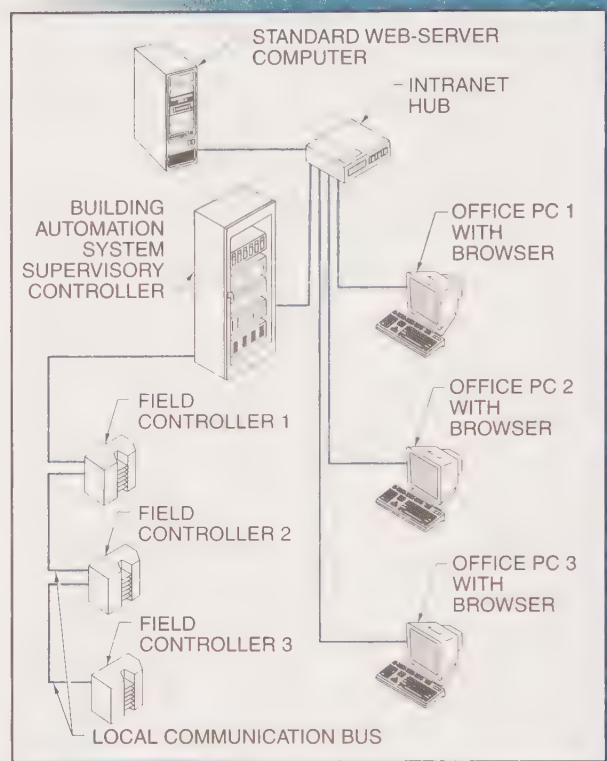 STANDARD WEB-SERVER
COMPUTER
INTRANET
HUB
BUILDING
AUTOMATION
SYSTEM
SUPERVISORY
CONTROLLER
OFFICE PC 1
WITH
BROWSER
FIELD
CONTROLLER 1
OFFICE PC 2
WITH
BROWSER
FIELD
CONTROLLER 2
OFFICE PC 3
WITH
BROWSER
FIELD
CONTROLLER 3
LOCAL COMMUNICATION BUS